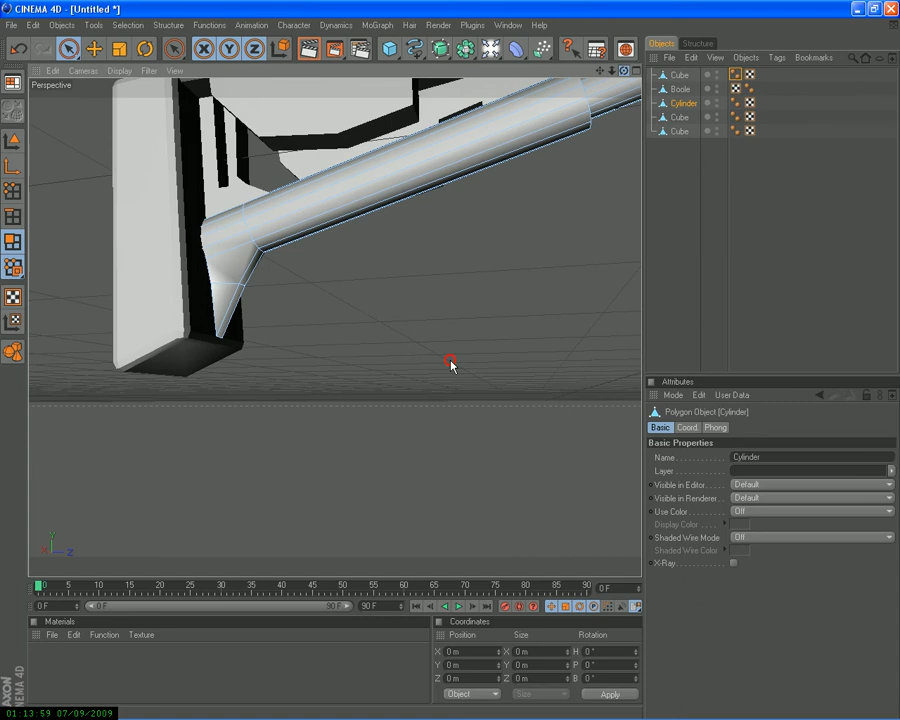 CINEMA 4D - [Untitled *]
File Edit Objects Tools Selection Structure Functions Animation Character Dynamics MoGraph Hair Render Plugins Window Help
X Y Z
Edit Cameras Display Filter View
Perspective
Y
X Z
Objects Structure
File Edit View Objects Tags Bookmarks
Cube
Boole
Cylinder
Cube
Cube
Attributes
Mode Edit User Data
Polygon Object [Cylinder]
Basic Coord. Phong
Basic Properties
Name Cylinder
Layer
Visible in Editor Default
Visible in Renderer Default
Use Color Off
Display Color
Shaded Wire Mode Off
Shaded Wire Color
X-Ray
0 5 10 15 20 25 30 35 40 45 50 55 60 65 70 75 80 85 90 0 F
0 F 0 F 90 F 90 F
Materials
File Edit Function Texture
Coordinates
Position Size Rotation
X 0 m X 0 m H 0 °
Y 0 m Y 0 m P 0 °
Z 0 m Z 0 m B 0 °
Object Size Apply
AXON
NEMA 4D
01:13:59 07/09/2009